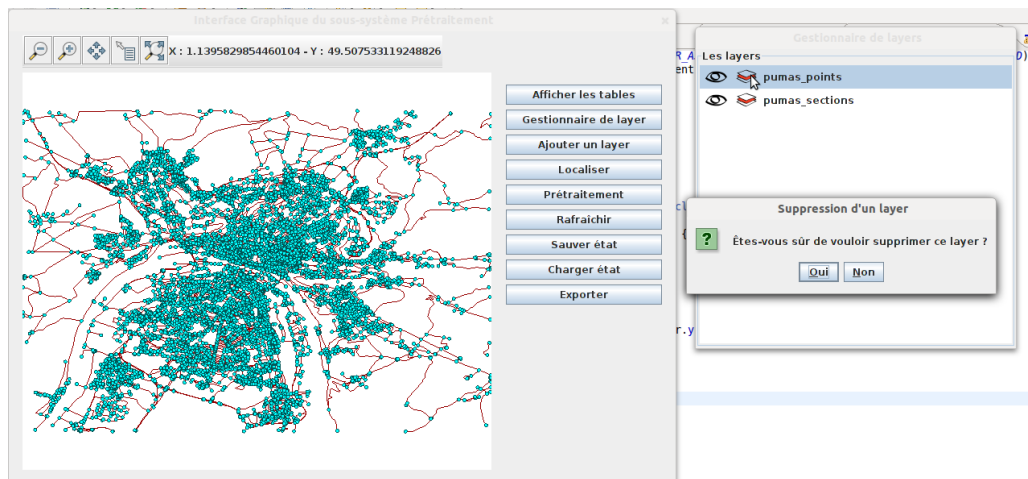 Interface Graphique du sous-système Prétraitement
X : 1.1395829854460104 - Y : 49.507533119248826
Afficher les tables
Gestionnaire de layer
Ajouter un layer
Localiser
Prétraitement
Rafraichir
Sauver état
Charger état
Exporter
Gestionnaire de layers
Les layers
pumas_points
pumas_sections
Suppression d'un layer
Êtes-vous sûr de vouloir supprimer ce layer ?
Oui
Non